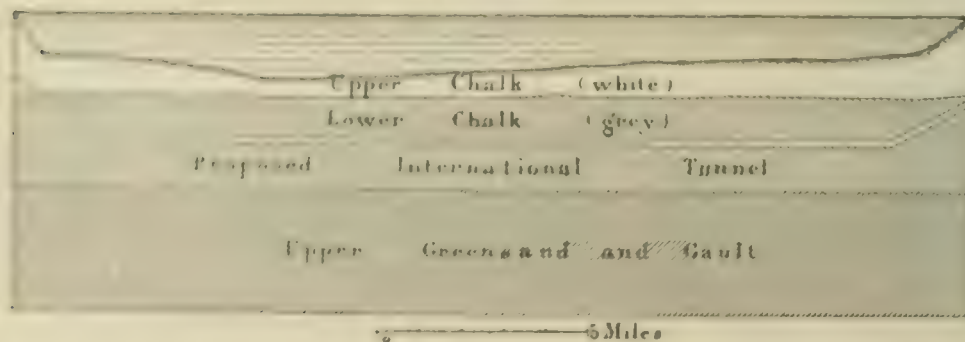 Upper Chalk (white)
Lower Chalk (grey)
Proposed International Tunnel
Upper Greensand and Gault
5 Miles